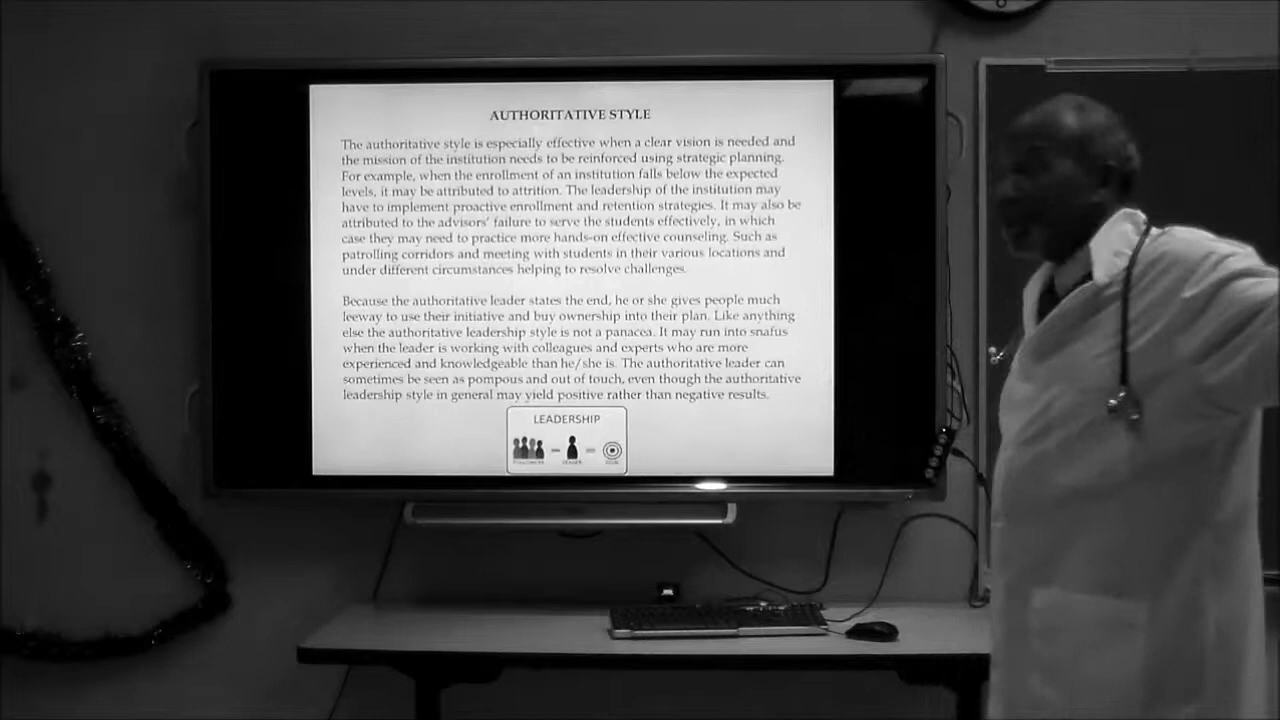 AUTHORITATIVE STYLE
The authoritative style is especially effective when a clear vision is needed and
the mission of the institution needs to be reinforced using strategic planning.
For example, when the enrollment of an institution falls below the expected
levels, it may be attributed to attrition. The leadership of the institution may
have to implement proactive enrollment and retention strategies. It may also be
attributed to the advisors' failure to serve the students effectively, in which
case they may need to practice more hands-on effective counseling. Such as
patrolling corridors and meeting with students in their various locations and
under different circumstances helping to resolve challenges.
Because the authoritative leader states the end, he or she gives people much
leeway to use their initiative and buy ownership into their plan. Like anything
else the authoritative leadership style is not a panacea. It may run into snafus
when the leader is working with colleagues and experts who are more
experienced and knowledgeable than he/she is. The authoritative leader can
sometimes be seen as pompous and out of touch, even though the authoritative
leadership style in general may yield positive rather than negative results.
LEADERSHIP